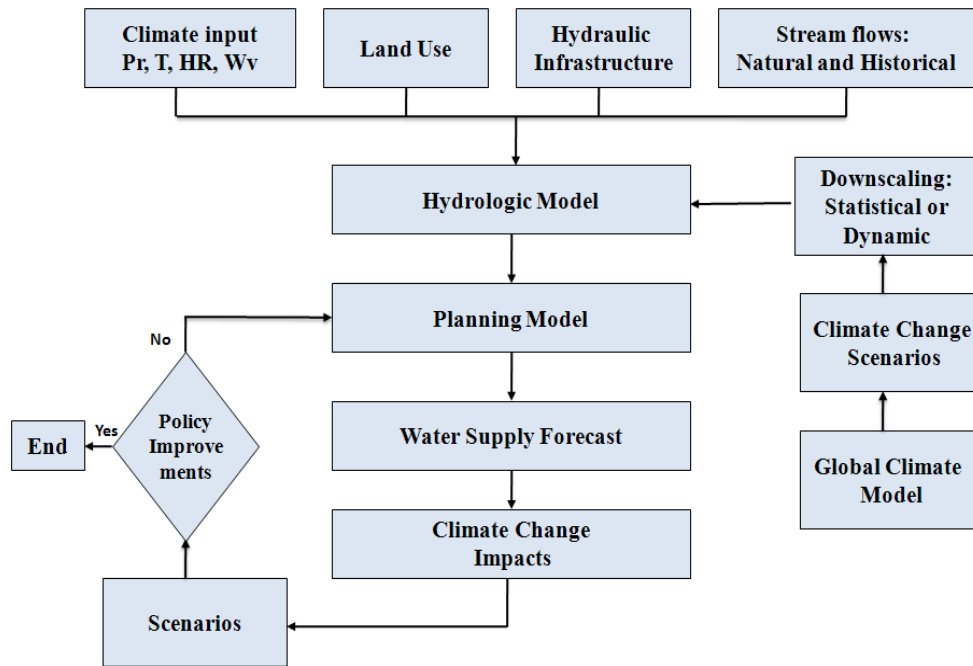 Climate input
Pr, T, HR, Wv
Land Use
Hydraulic
Infrastructure
Stream flows:
Natural and Historical
Hydrologic Model
Downscaling:
Statistical or
Dynamic
Planning Model
No
Climate Change
Scenarios
Policy
Improve
ments
Yes
End
Water Supply Forecast
Global Climate
Model
Climate Change
Impacts
Scenarios